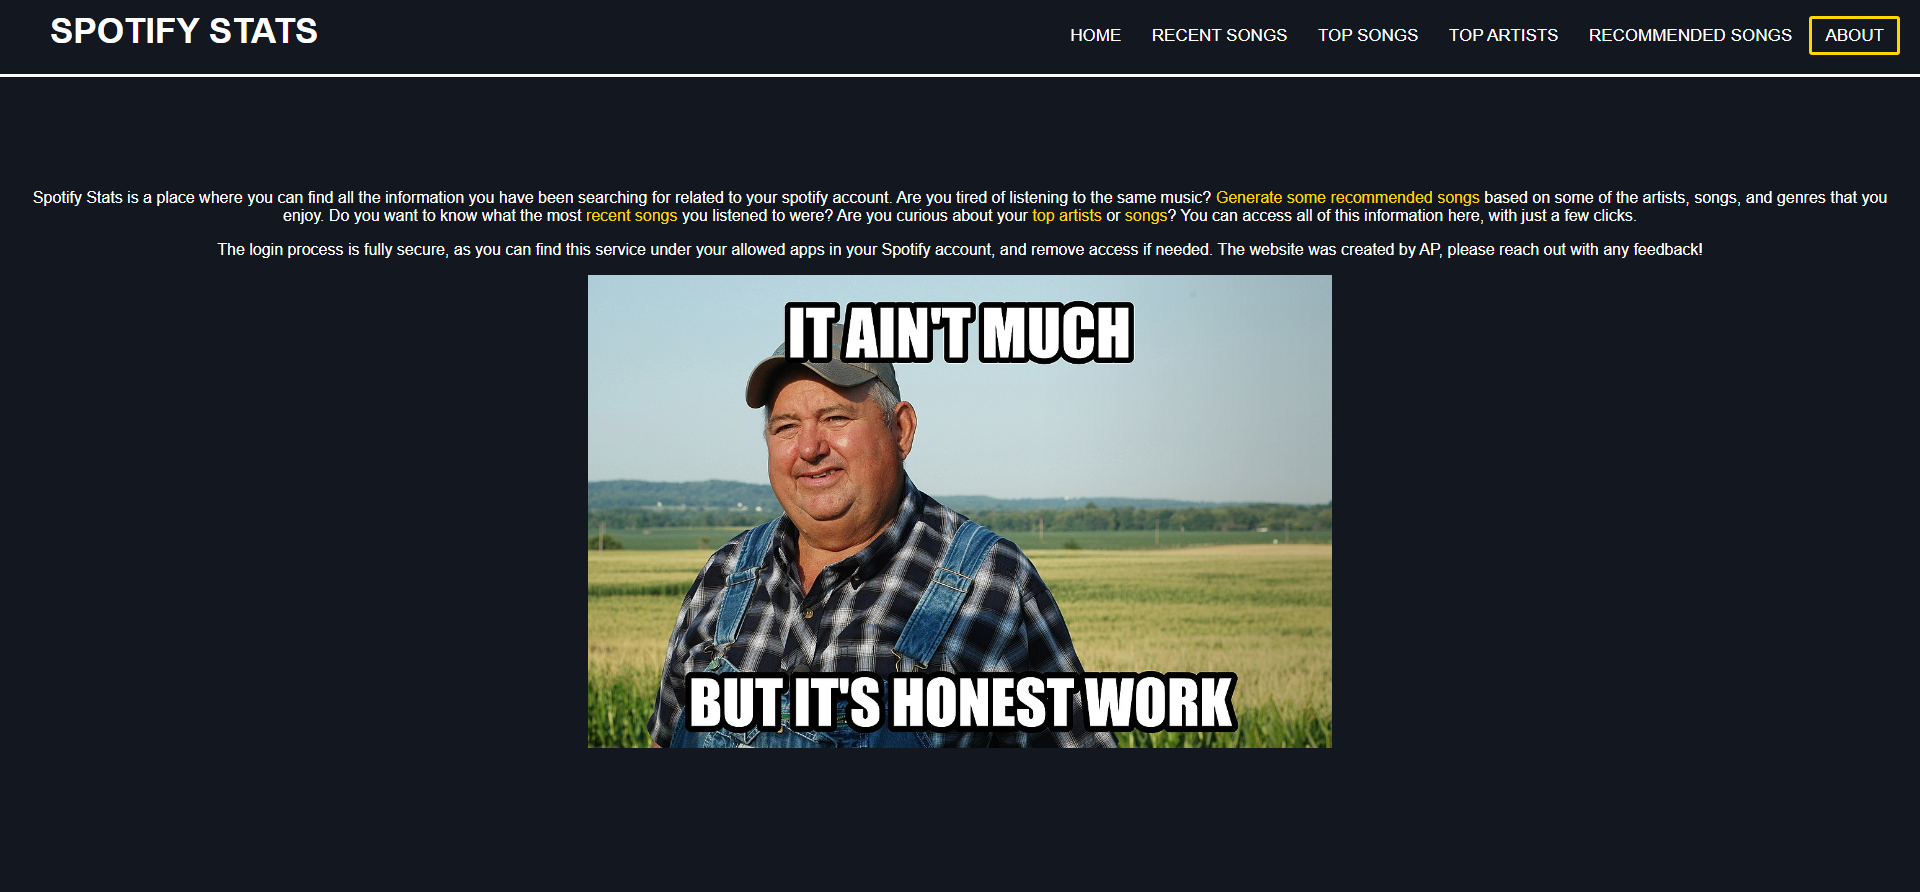 SPOTIFY STATS
HOME RECENT SONGS TOP SONGS TOP ARTISTS RECOMMENDED SONGS ABOUT
Spotify Stats is a place where you can find all the information you have been searching for related to your spotify account. Are you tired of listening to the same music? Generate some recommended songs based on some of the artists, songs, and genres that you
enjoy. Do you want to know what the most recent songs you listened to were? Are you curious about your top artists or songs? You can access all of this information here, with just a few clicks.
The login process is fully secure, as you can find this service under your allowed apps in your Spotify account, and remove access if needed. The website was created by AP, please reach out with any feedback!
IT AIN'T MUCH
BUT IT'S HONEST WORK